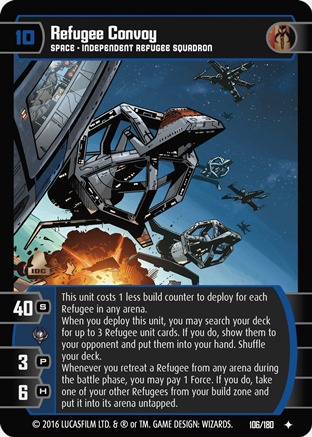 10
Refugee Convoy
SPACE - INDEPENDENT REFUGEE SQUADRON
IDC
40 S
3 P
6 H
This unit costs 1 less build counter to deploy for each
Refugee in any arena.
When you deploy this unit, you may search your deck
for up to 3 Refugee unit cards. If you do, show them to
your opponent and put them into your hand. Shuffle
your deck.
Whenever you retreat a Refugee from any arena during
the battle phase, you may pay 1 Force. If you do, take
one of your other Refugees from your build zone and
put it into its arena untapped.
© 2016 LUCASFILM LTD. & ® or TM. GAME DESIGN: WIZARDS.
106/180